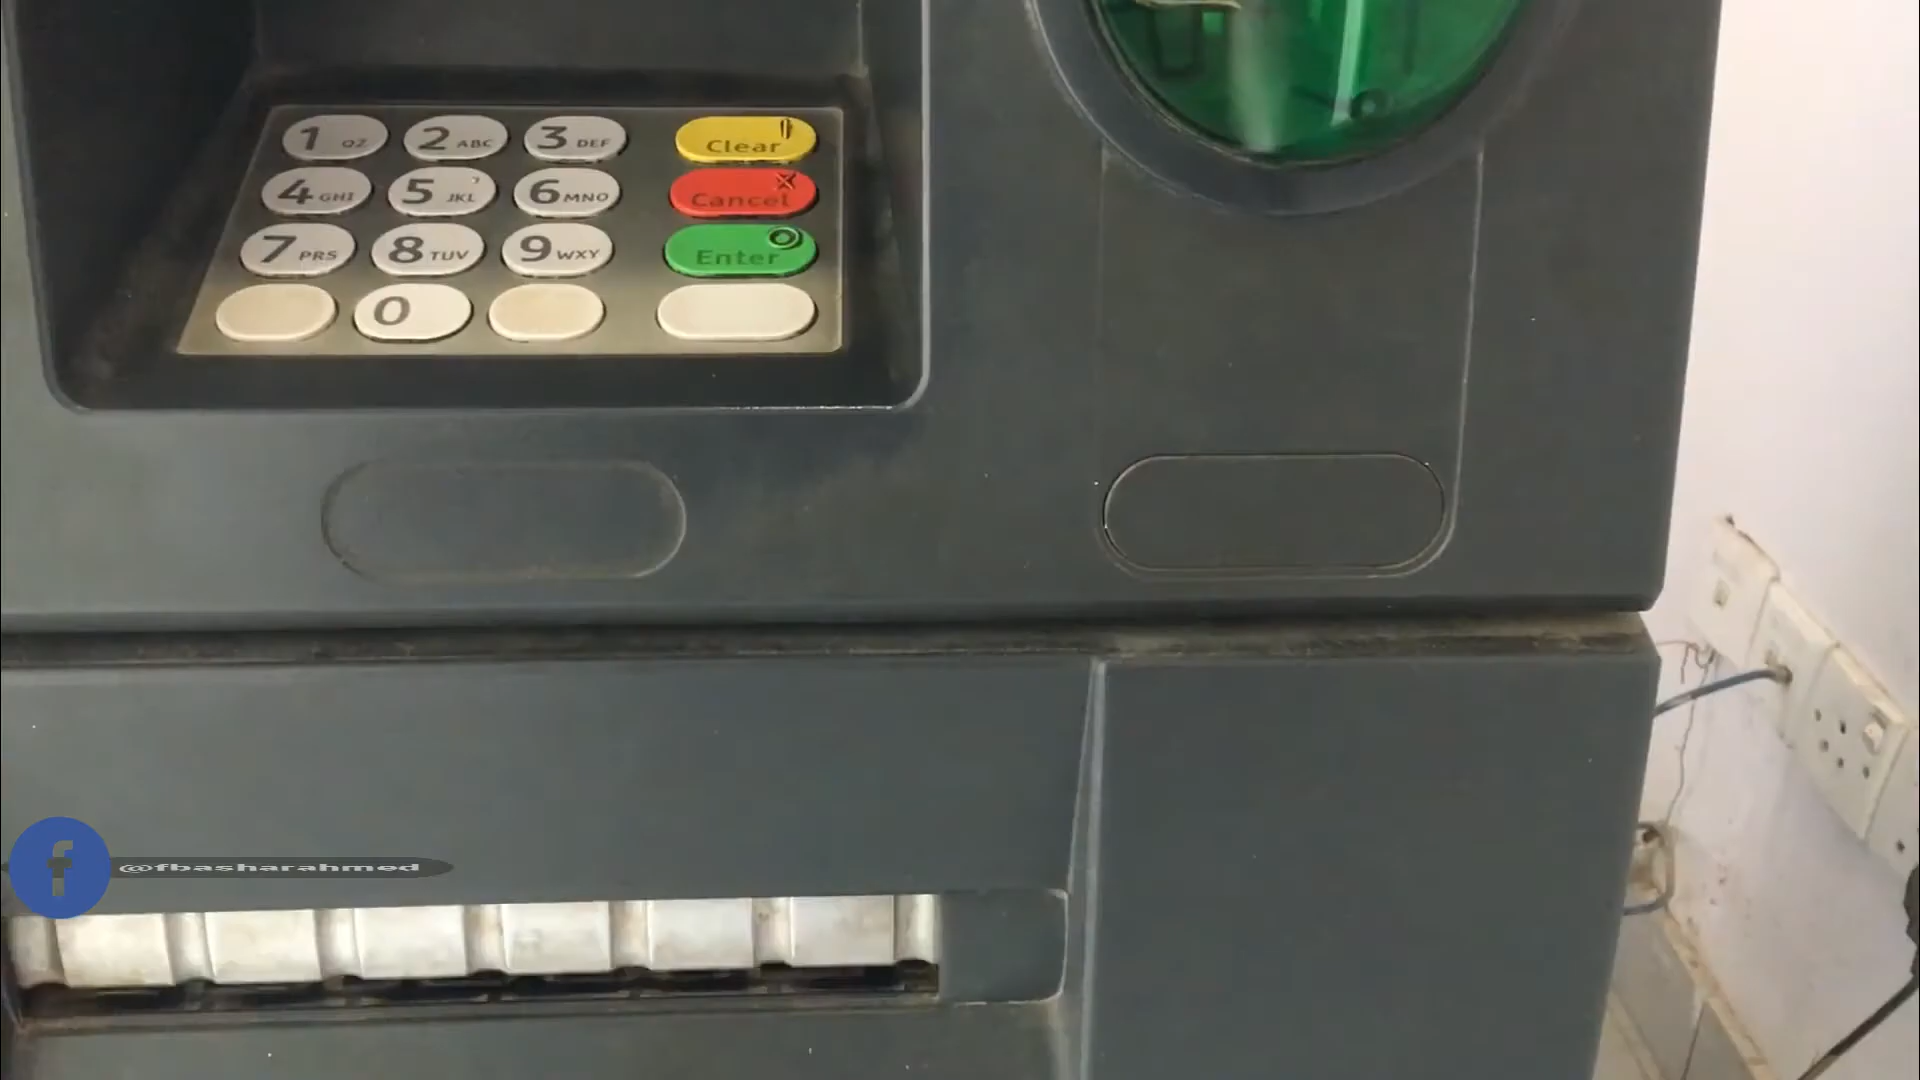 1 QZ 2 ABC 3 DEF Clear
4 GHI 5 JKL 6 MNO Cancel
7 PRS 8 TUV 9 WXY Enter
0
@fbasharahmed